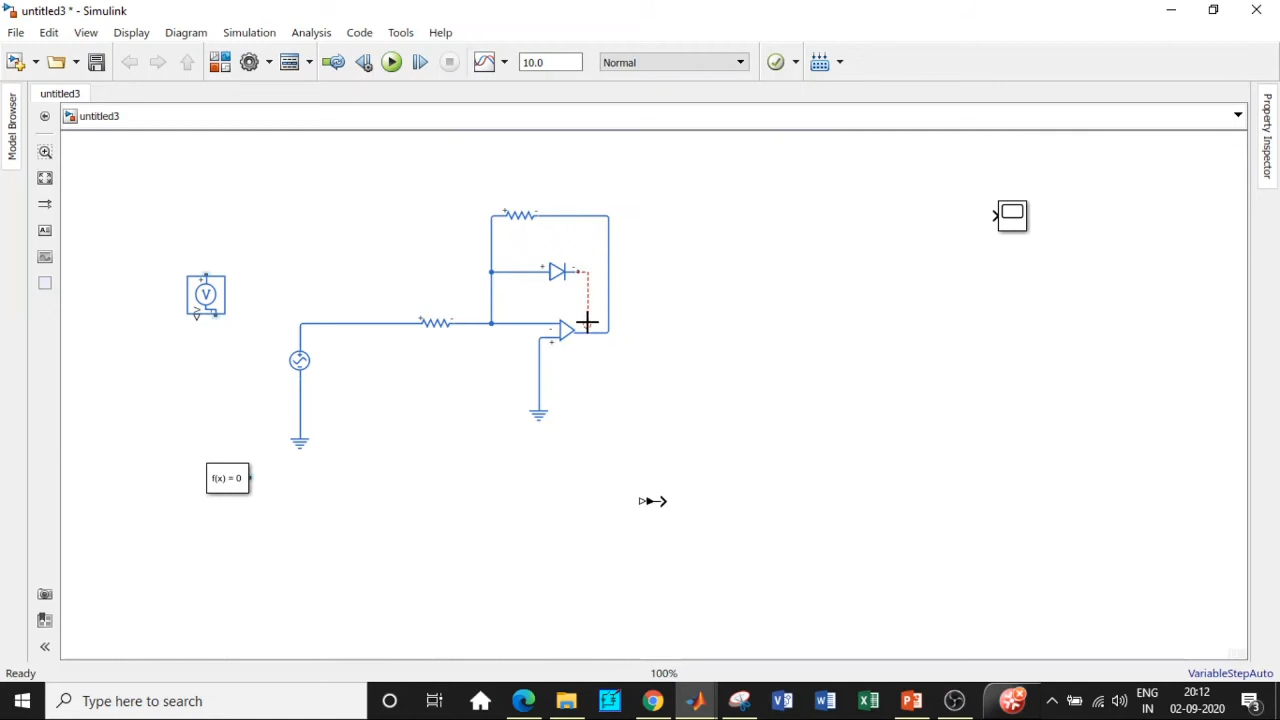 untitled3 * - Simulink
File Edit View Display Diagram Simulation Analysis Code Tools Help
10.0 Normal
untitled3
untitled3
Model Browser
Property Inspector
+ -
+ -
+ -
+
V
-
+
f(x) = 0
Ready 100% VariableStepAuto
Type here to search
ENG 20:12
IN 02-09-2020 3